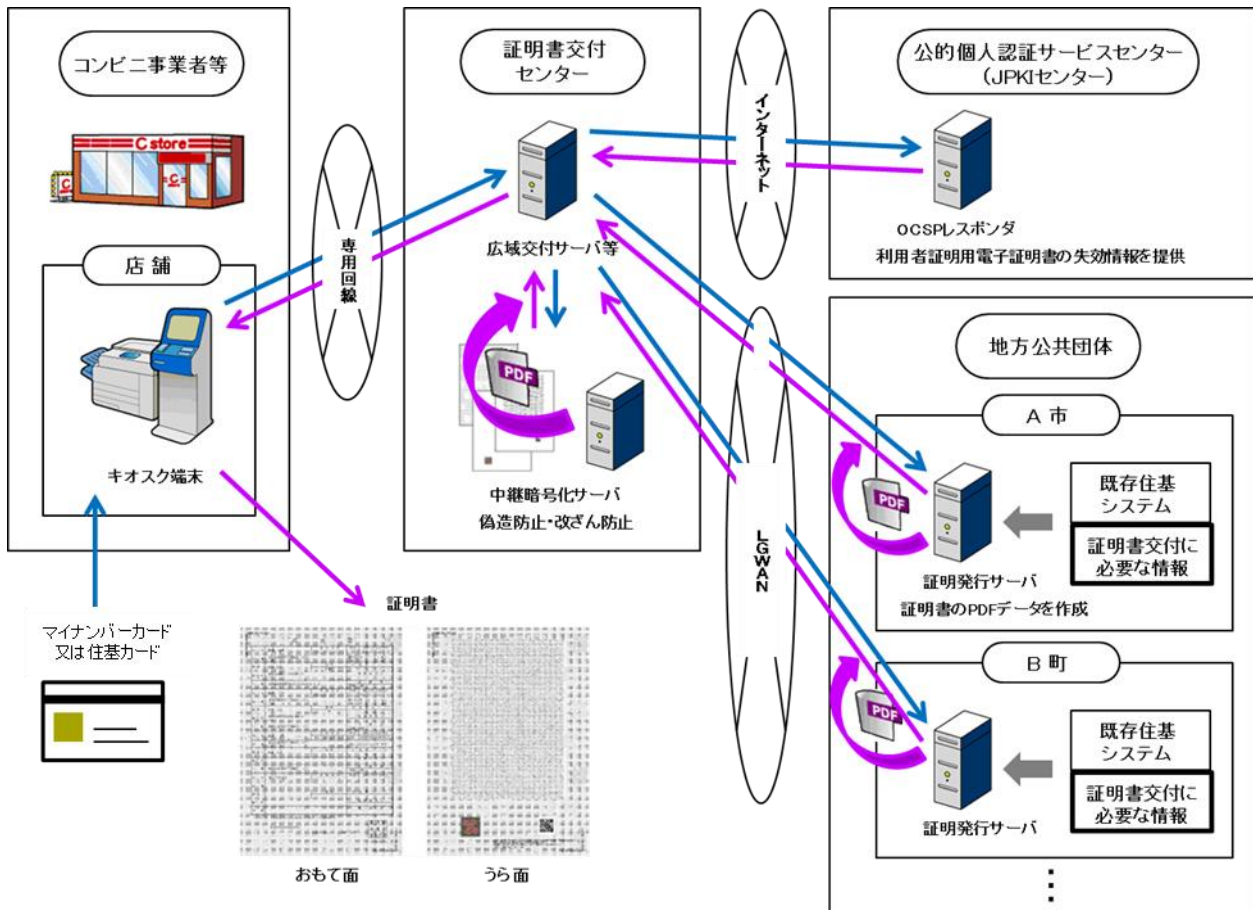 コンビニ事業者等
C store
C
C
店 舗
キオスク端末
マイナンバーカード
又は住基カード
専用回線
証明書交付
センター
広域交付サーバ等
PDF
中継暗号化サーバ
偽造防止・改ざん防止
証明書
おもて面
うら面
インターネット
LGWAN
公的個人認証サービスセンター
(JPKIセンター)
OCSPレスポンダ
利用者証明用電子証明書の失効情報を提供
地方公共団体
A 市
PDF
証明発行サーバ
証明書のPDFデータを作成
既存住基
システム
証明書交付に
必要な情報
B 町
PDF
証明発行サーバ
既存住基
システム
証明書交付に
必要な情報